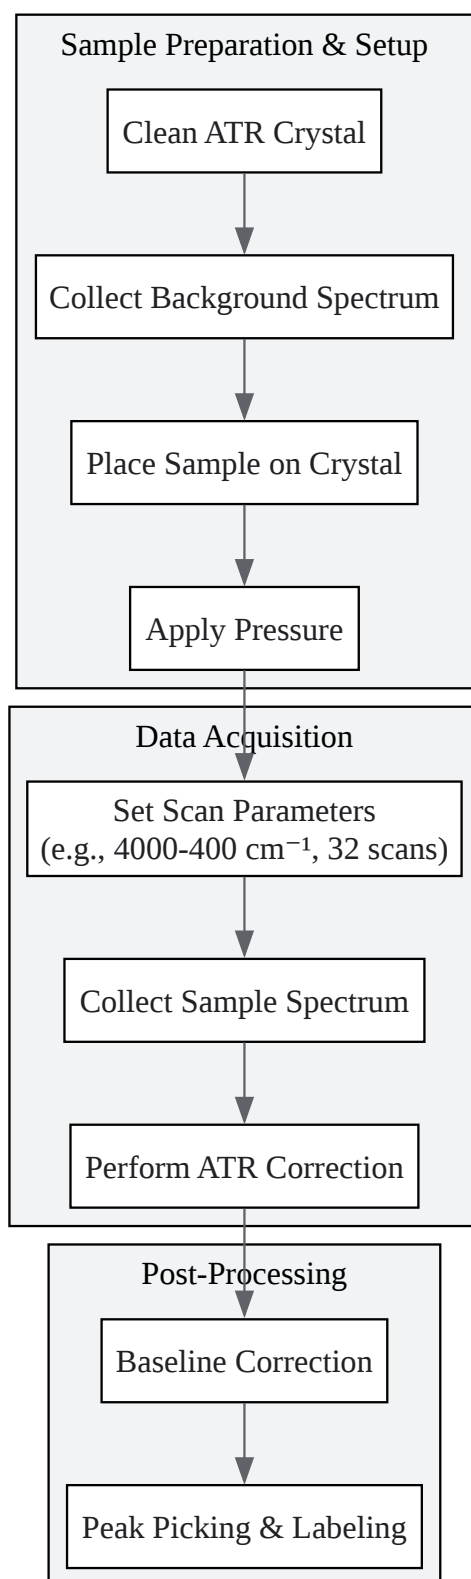 Sample Preparation & Setup
Clean ATR Crystal
Collect Background Spectrum
Place Sample on Crystal
Apply Pressure
Data Acquisition
Set Scan Parameters
(e.g., 4000-400 cm⁻¹, 32 scans)
Collect Sample Spectrum
Perform ATR Correction
Post-Processing
Baseline Correction
Peak Picking & Labeling